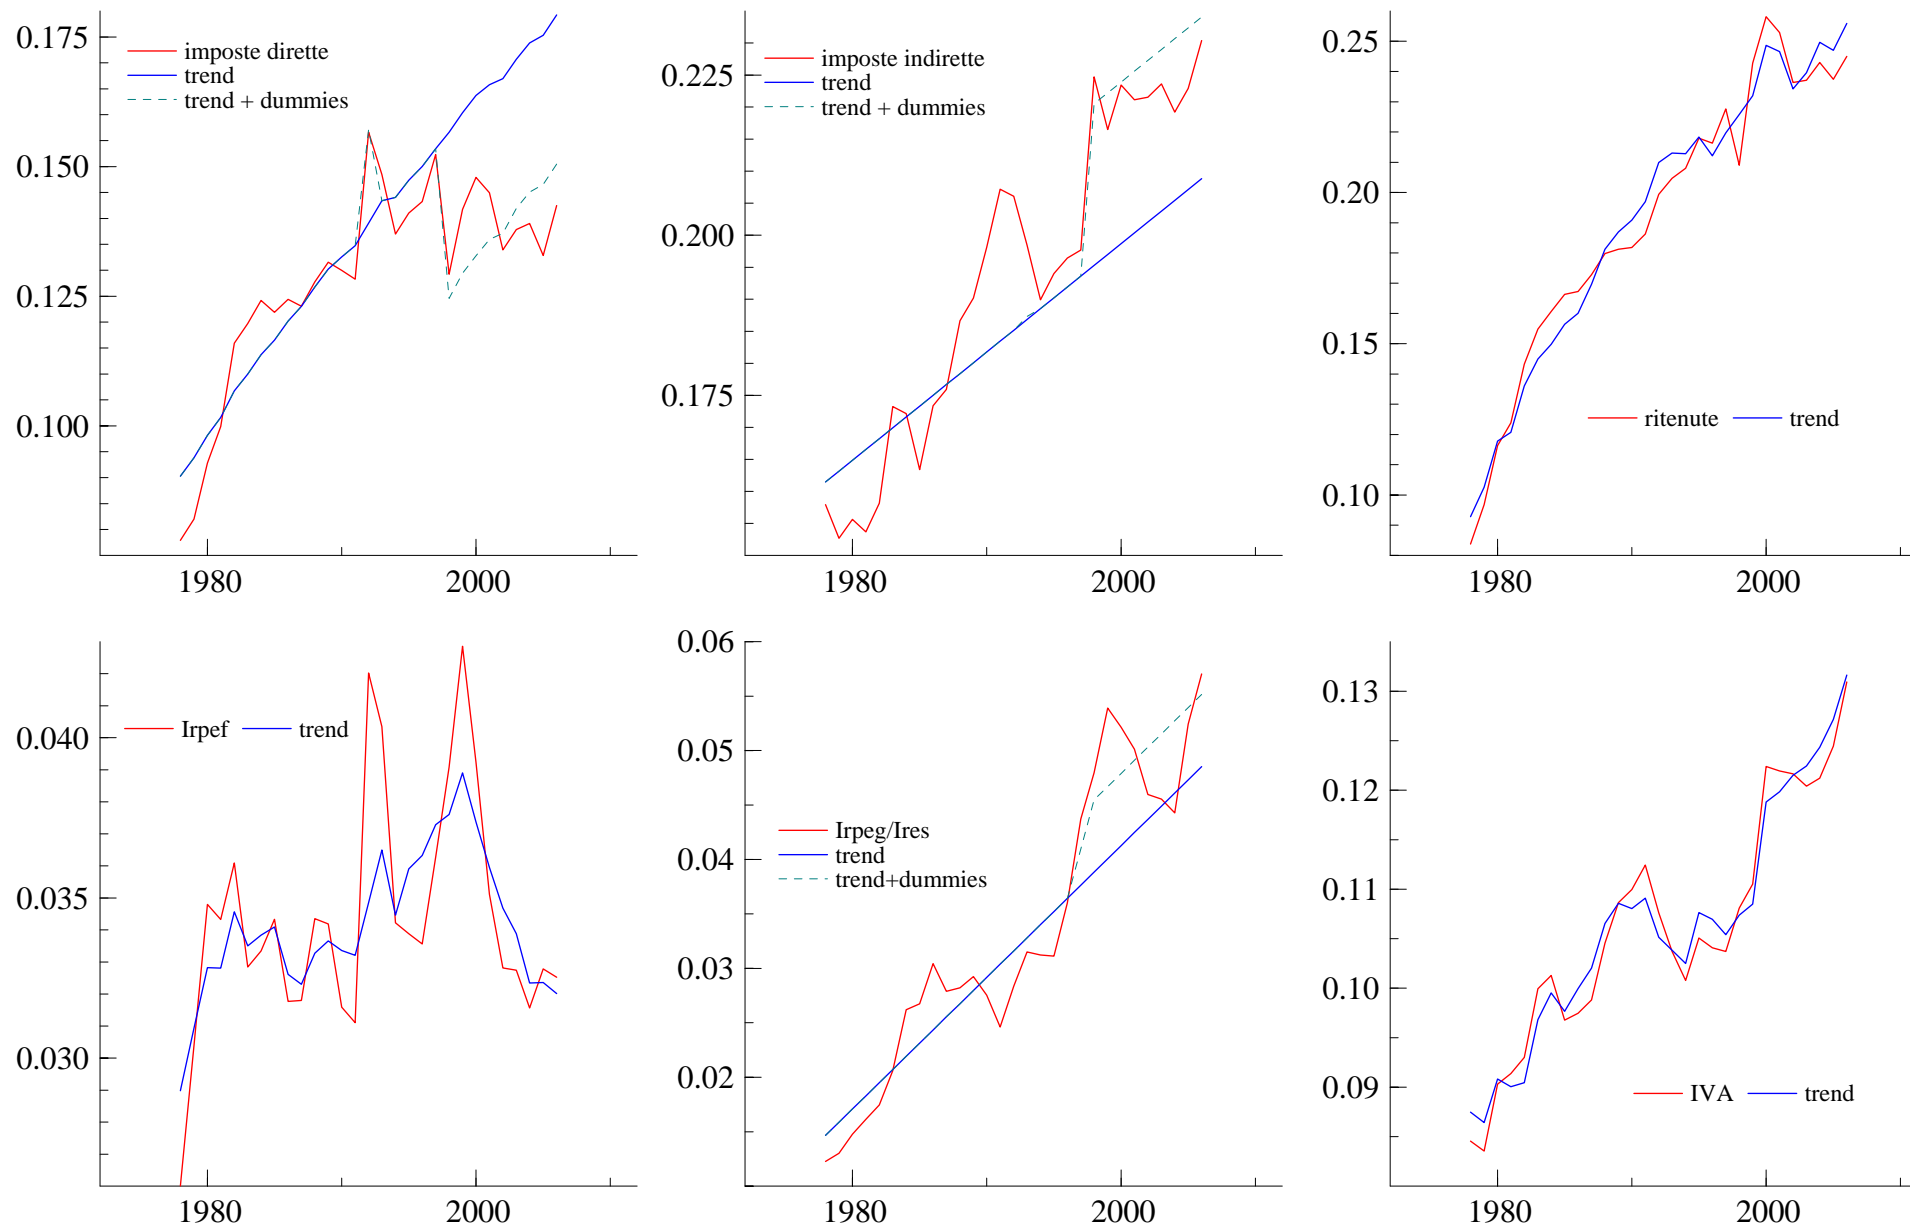 0.175
0.150
0.125
0.100
imposte dirette
trend
trend + dummies
1980 2000
0.225
0.200
0.175
imposte indirette
trend
trend + dummies
1980 2000
0.25
0.20
0.15
0.10
ritenute trend
1980 2000
0.040
0.035
0.030
Irpef trend
1980 2000
0.06
0.05
0.04
0.03
0.02
Irpeg/Ires
trend
trend+dummies
1980 2000
0.13
0.12
0.11
0.10
0.09
IVA trend
1980 2000